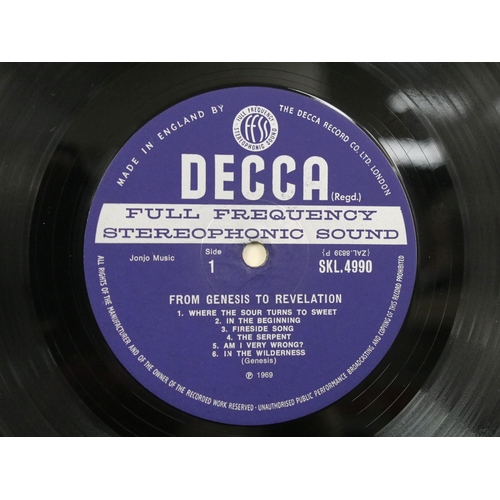 MADE IN ENGLAND BY
FULL FREQUENCY
FFSS
STEREOPHONIC SOUND
THE DECCA RECORD CO. LTD. LONDON
DECCA
(Regd.)
FULL FREQUENCY
STEREOPHONIC SOUND
Jonjo Music
Side
1
(ZAL.8839 P)
SKL.4990
FROM GENESIS TO REVELATION
1. WHERE THE SOUR TURNS TO SWEET
2. IN THE BEGINNING
3. FIRESIDE SONG
4. THE SERPENT
5. AM I VERY WRONG?
6. IN THE WILDERNESS
(Genesis)
℗ 1969
ALL RIGHTS OF THE MANUFACTURER AND OF THE OWNER OF THE RECORDED WORK RESERVED · UNAUTHORISED PUBLIC PERFORMANCE BROADCASTING AND COPYING OF THIS RECORD PROHIBITED